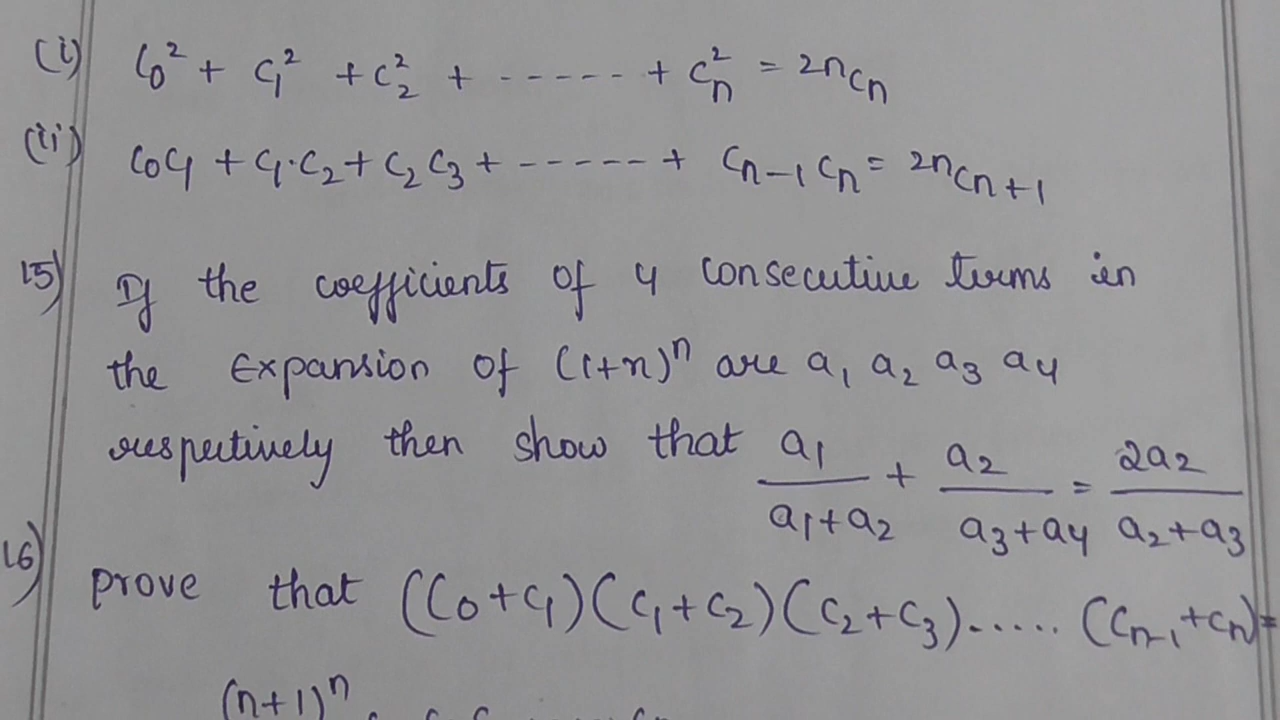 (i) C₀² + C₁² + C₂² + ------ + Cₙ² = 2nCn
(ii) C₀C₁ + C₁·C₂ + C₂C₃ + ------ + Cn-1 Cn = 2nCn+1
15) If the coefficients of 4 consecutive terms in
the Expansion of (1+n)ⁿ are a₁ a₂ a₃ a₄
respectively then show that a₁/(a₁+a₂) + a₂/(a₃+a₄) = 2a₂/(a₂+a₃)
16) prove that (C₀+C₁)(C₁+C₂)(C₂+C₃)...... (Cn-1+Cn)=
(n+1)ⁿ